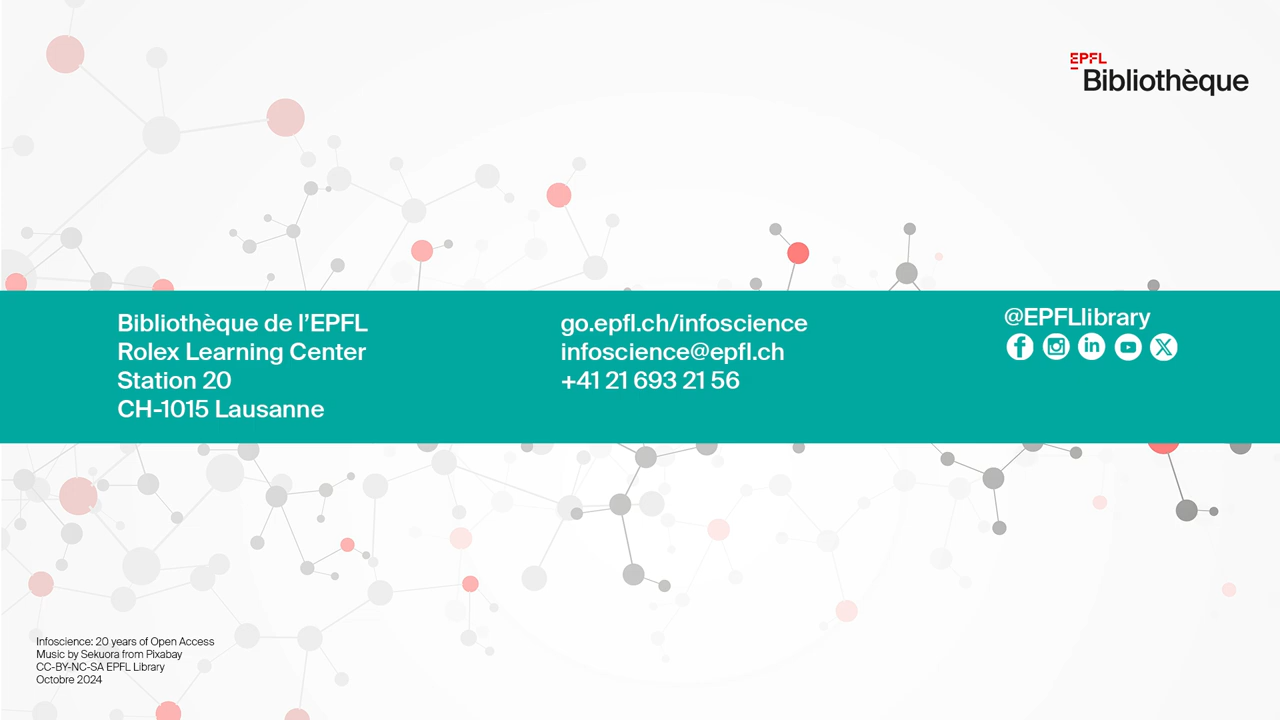 EPFL
Bibliothèque
Bibliothèque de l’EPFL
Rolex Learning Center
Station 20
CH-1015 Lausanne
go.epfl.ch/infoscience
infoscience@epfl.ch
+41 21 693 21 56
@EPFLlibrary
Infoscience: 20 years of Open Access
Music by Sekuora from Pixabay
CC-BY-NC-SA EPFL Library
Octobre 2024